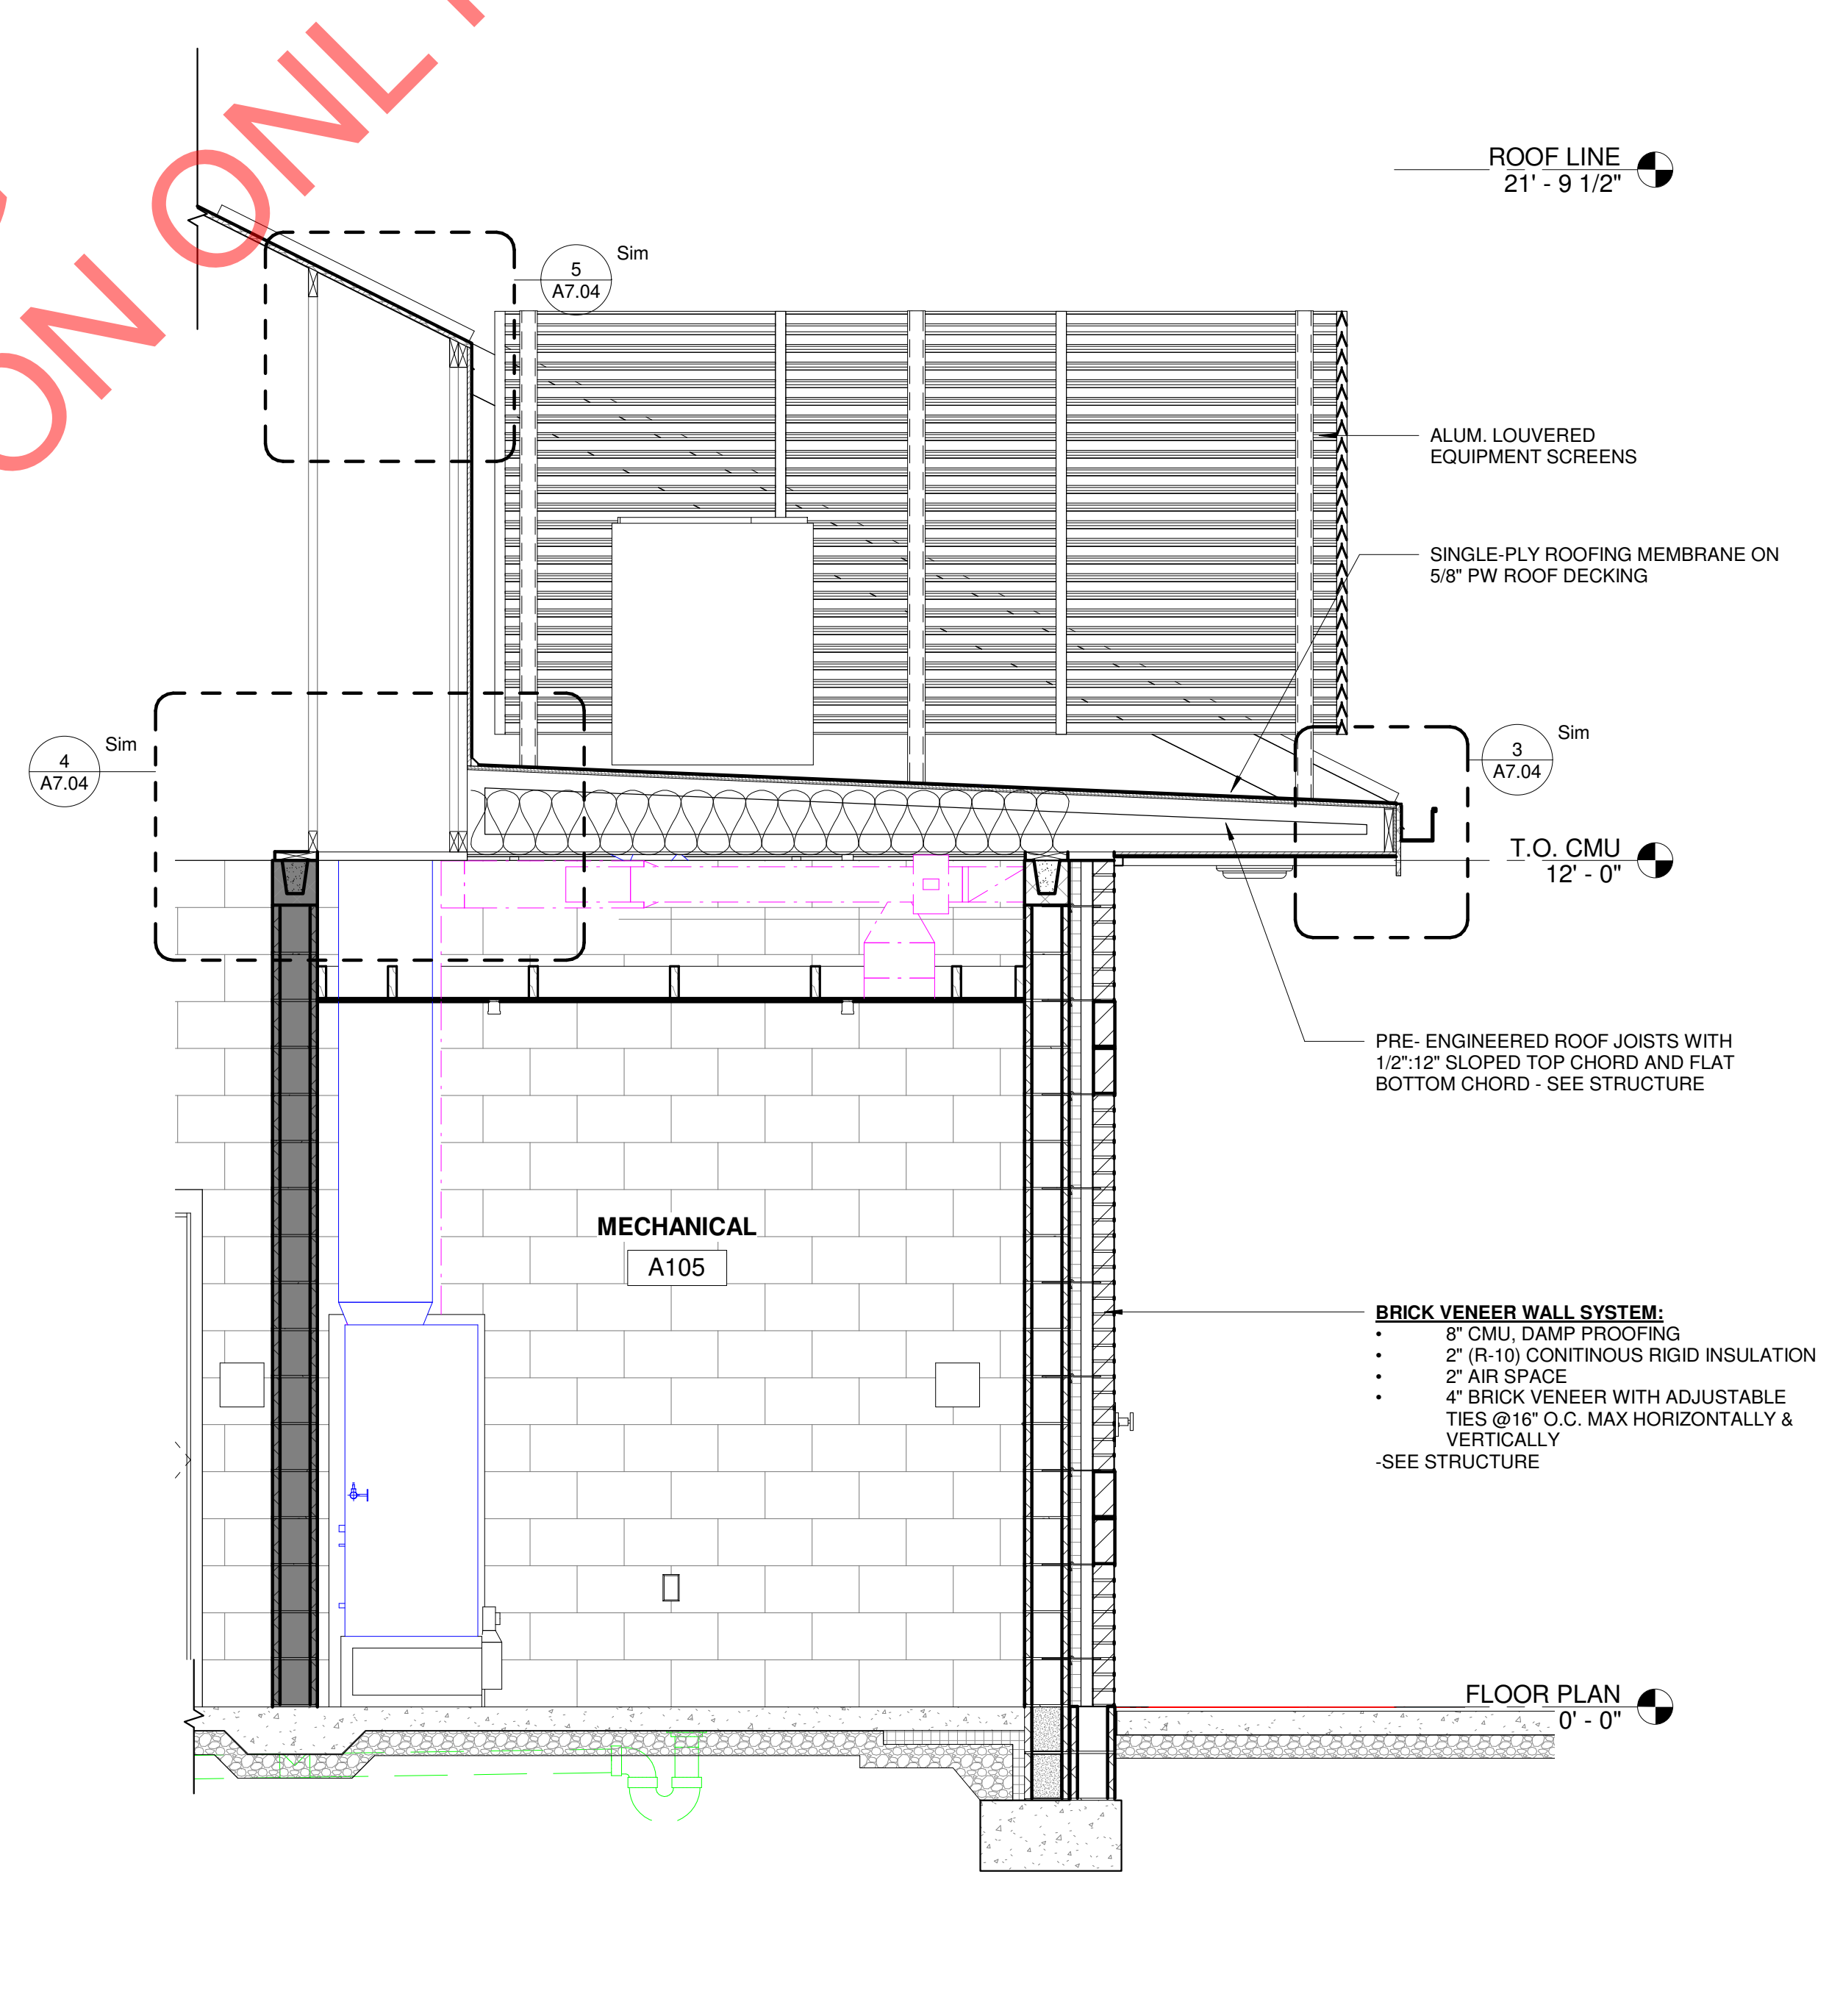 ON ONL
ON
ROOF LINE
21' - 9 1/2"
5
A7.04
Sim
ALUM. LOUVERED
EQUIPMENT SCREENS
SINGLE-PLY ROOFING MEMBRANE ON
5/8" PW ROOF DECKING
4
A7.04
Sim
3
A7.04
Sim
T.O. CMU
12' - 0"
PRE- ENGINEERED ROOF JOISTS WITH
1/2":12" SLOPED TOP CHORD AND FLAT
BOTTOM CHORD - SEE STRUCTURE
MECHANICAL
A105
BRICK VENEER WALL SYSTEM:
• 8" CMU, DAMP PROOFING
• 2" (R-10) CONITINOUS RIGID INSULATION
• 2" AIR SPACE
• 4" BRICK VENEER WITH ADJUSTABLE
TIES @16" O.C. MAX HORIZONTALLY &
VERTICALLY
-SEE STRUCTURE
FLOOR PLAN
0' - 0"